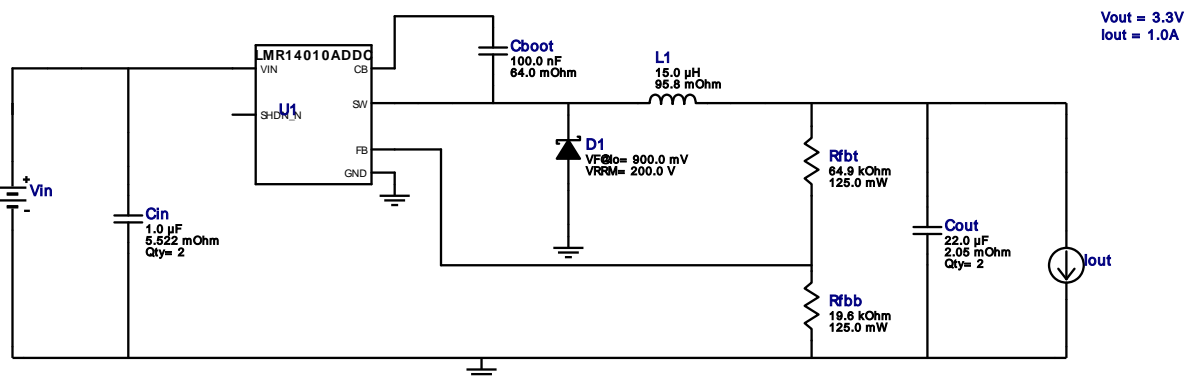 Vout = 3.3V
Iout = 1.0A
LMR14010ADDC
VIN
CB
SW
SHDN_N
U1
FB
GND
Cboot
100.0 nF
64.0 mOhm
L1
15.0 µH
95.8 mOhm
D1
900.0 mV
VRRM= 200.0 V
Rfbt
64.9 kOhm
125.0 mW
Vin
+
-
Cin
1.0 µF
5.522 mOhm
Qty= 2
Cout
22.0 µF
2.05 mOhm
Qty= 2
Iout
Rfbb
19.6 kOhm
125.0 mW